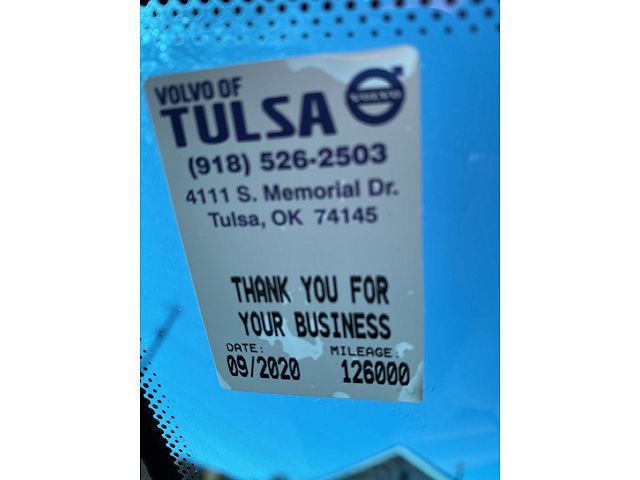 VOLVO OF
TULSA
VOLVO
(918) 526-2503
4111 S. Memorial Dr.
Tulsa, OK 74145
THANK YOU FOR
YOUR BUSINESS
DATE: MILEAGE:
09/2020 126000